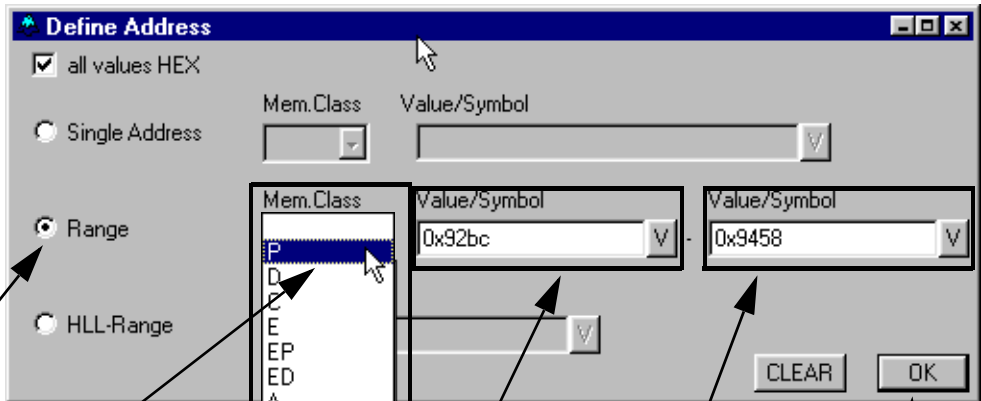 Define Address
all values HEX
Mem.Class Value/Symbol
Single Address V
Mem.Class Value/Symbol Value/Symbol
Range 0x92bc V - 0x9458 V
P
D
C
HLL-Range E V
EP
ED CLEAR OK
A